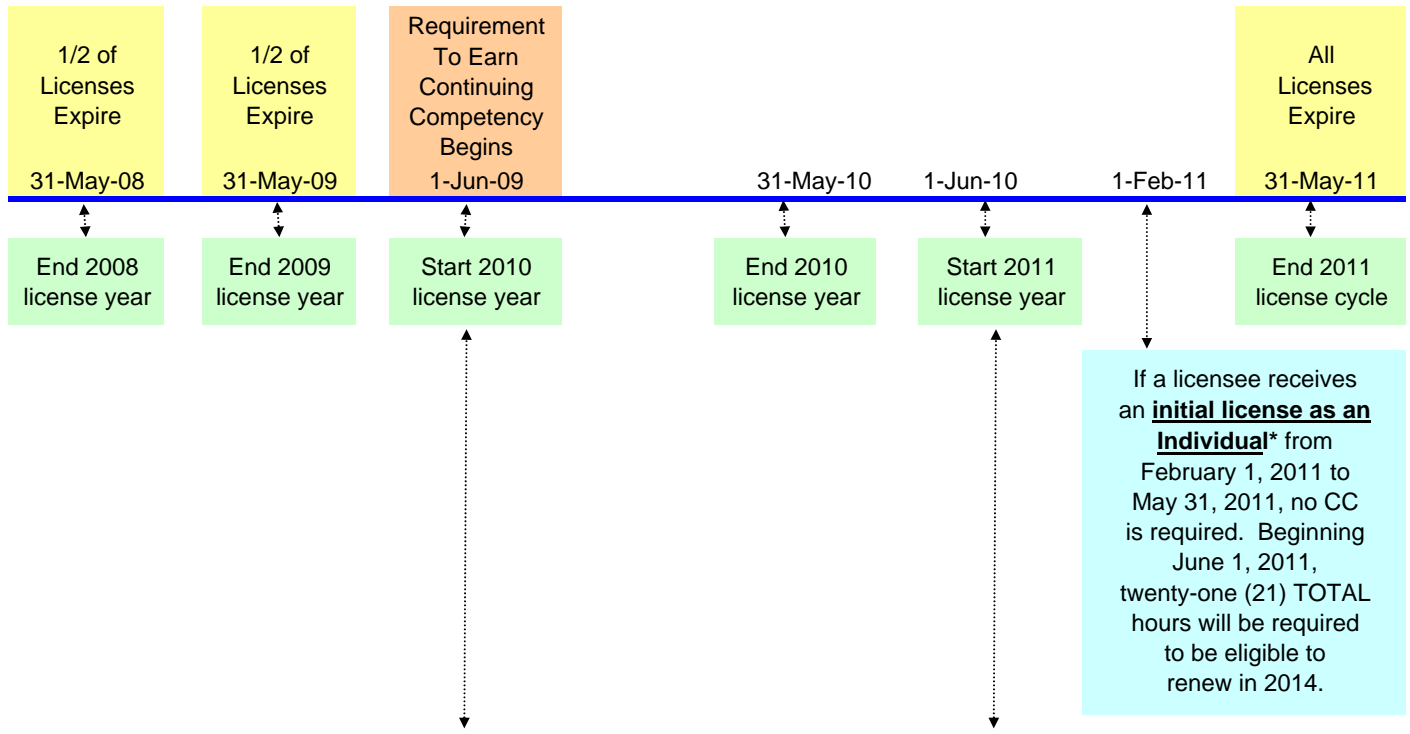 1/2 of
Licenses
Expire
31-May-08
1/2 of
Licenses
Expire
31-May-09
Requirement
To Earn
Continuing
Competency
Begins
1-Jun-09
31-May-10
1-Jun-10
1-Feb-11
All
Licenses
Expire
31-May-11
End 2008
license year
End 2009
license year
Start 2010
license year
End 2010
license year
Start 2011
license year
End 2011
license cycle
If a licensee receives
an initial license as an
Individual* from
February 1, 2011 to
May 31, 2011, no CC
is required. Beginning
June 1, 2011,
twenty-one (21) TOTAL
hours will be required
to be eligible to
renew in 2014.